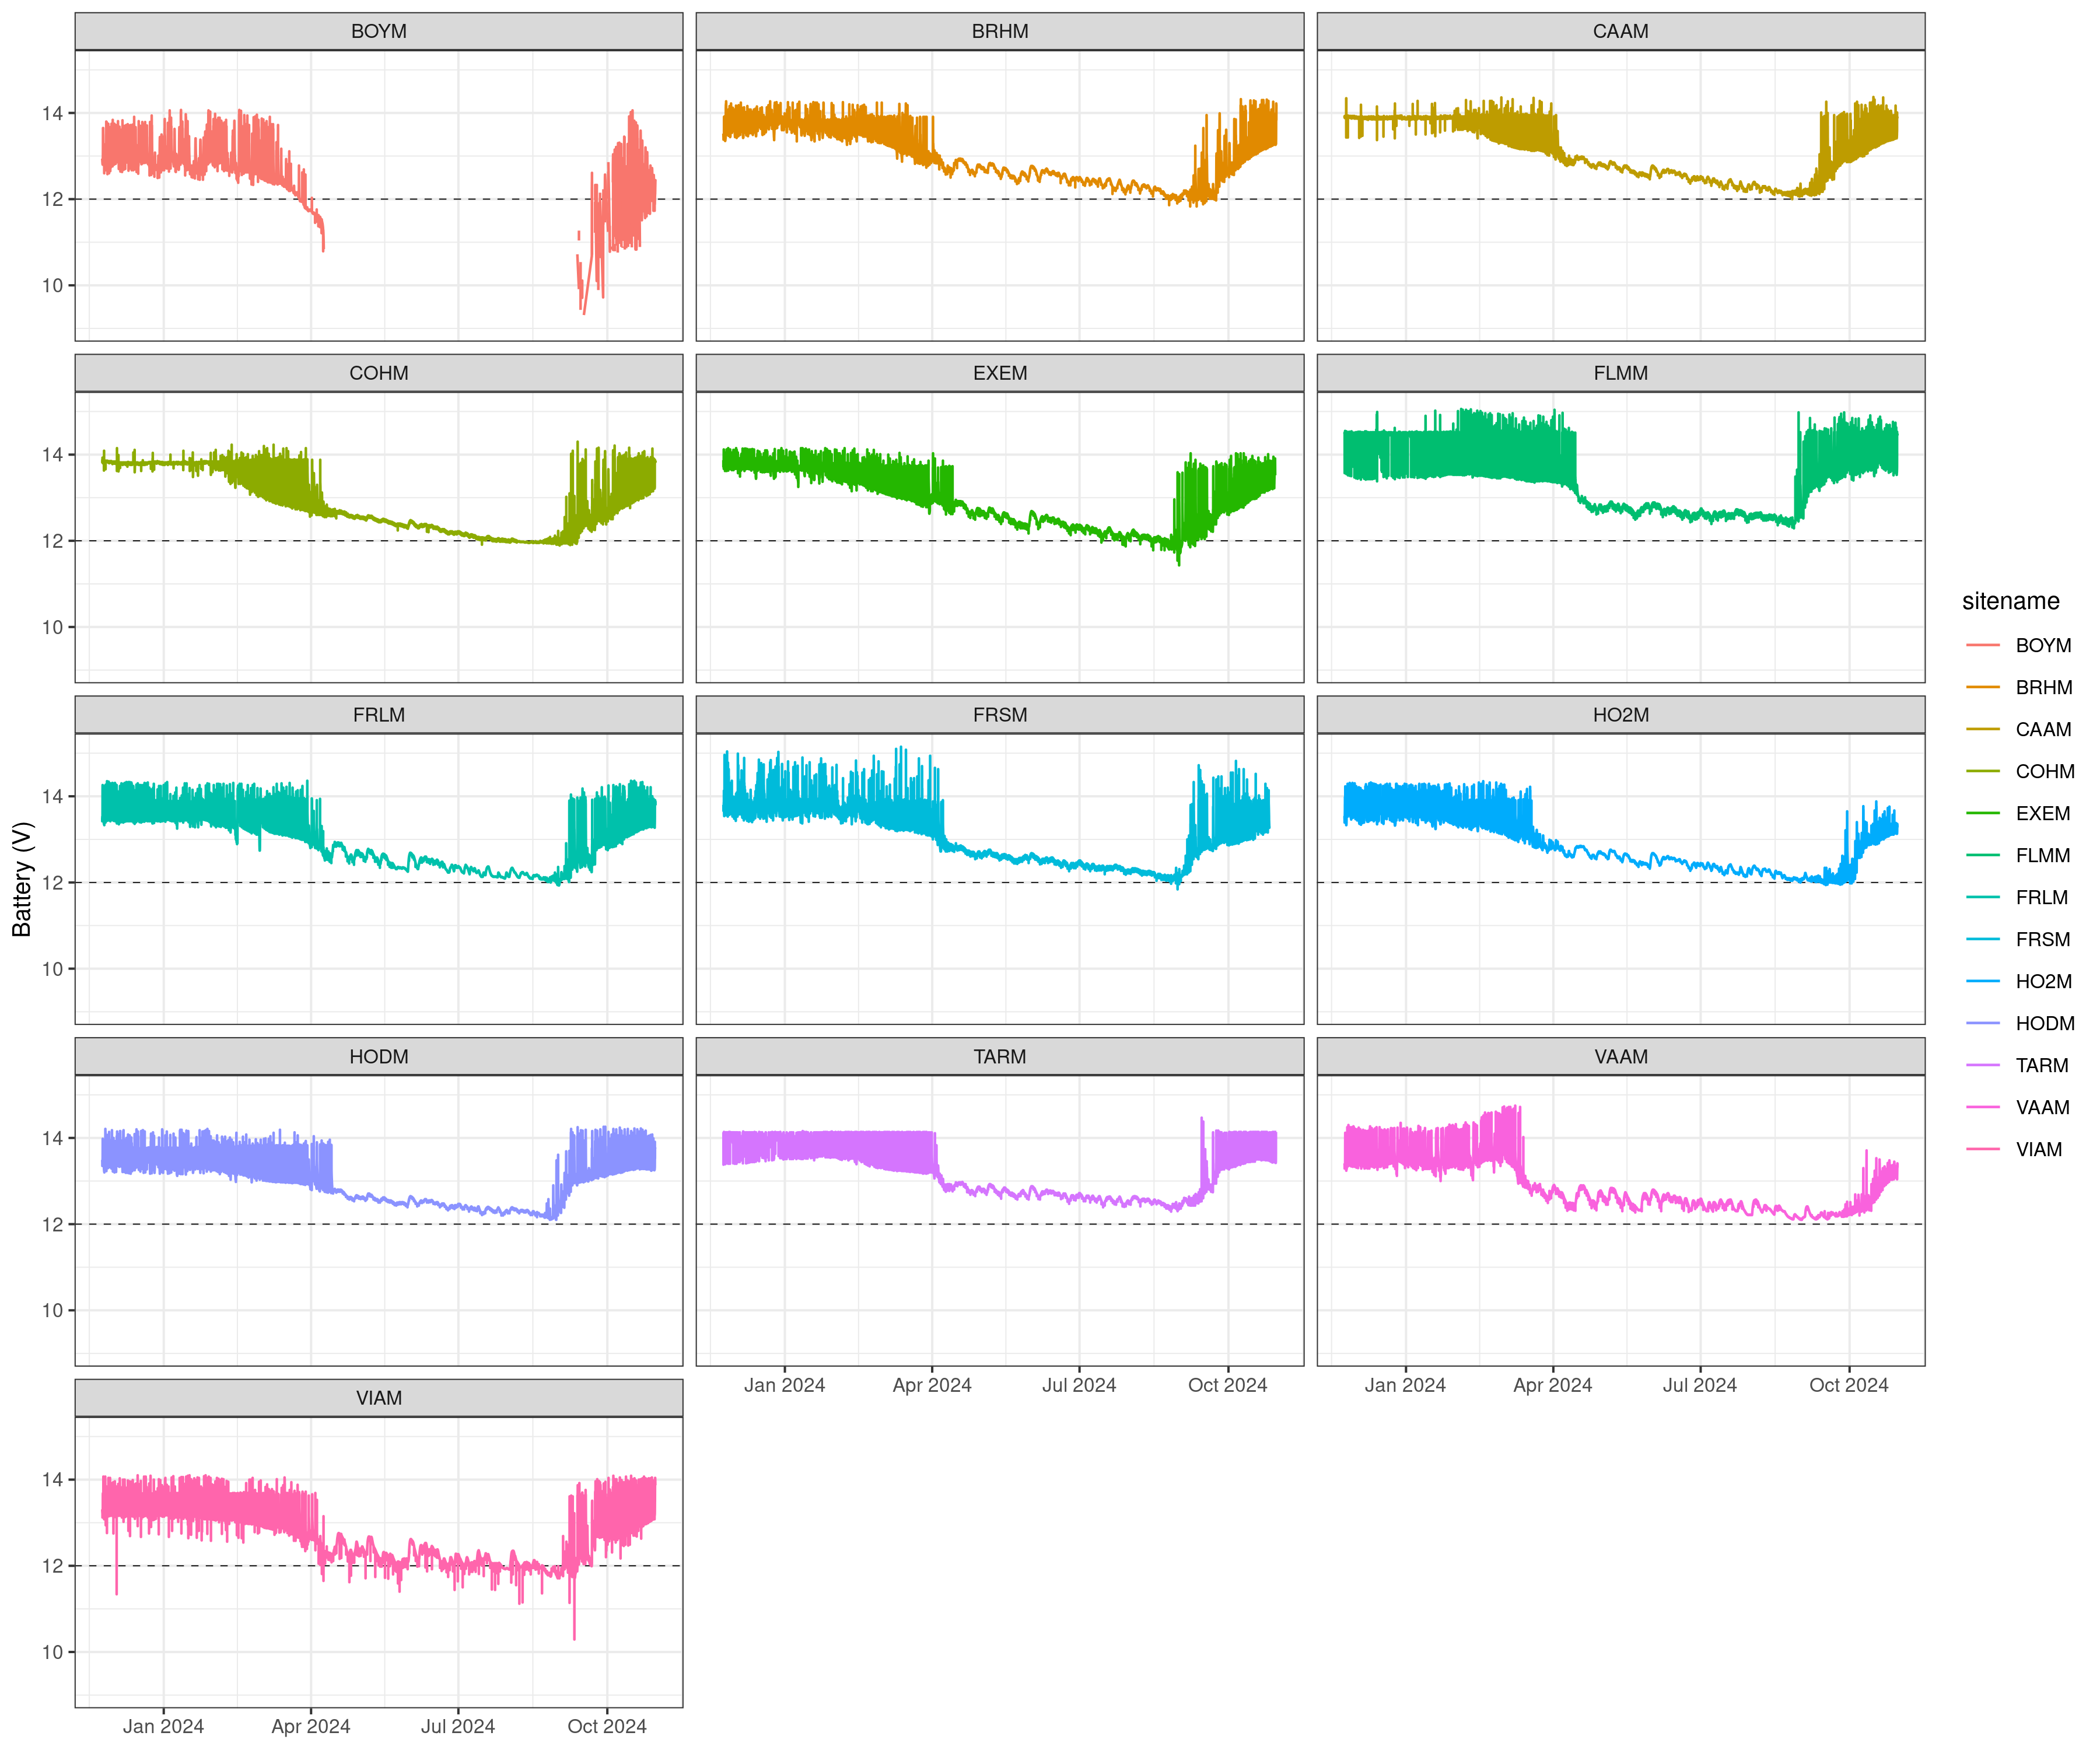 BOYM BRHM CAAM
14
12
10
COHM EXEM FLMM
14
12
10
FRLM FRSM HO2M
14
12
10
HODM TARM VAAM
14
12
10
Jan 2024 Apr 2024 Jul 2024 Oct 2024 Jan 2024 Apr 2024 Jul 2024 Oct 2024
VIAM
14
12
10
Jan 2024 Apr 2024 Jul 2024 Oct 2024
Battery (V)
sitename
BOYM
BRHM
CAAM
COHM
EXEM
FLMM
FRLM
FRSM
HO2M
HODM
TARM
VAAM
VIAM